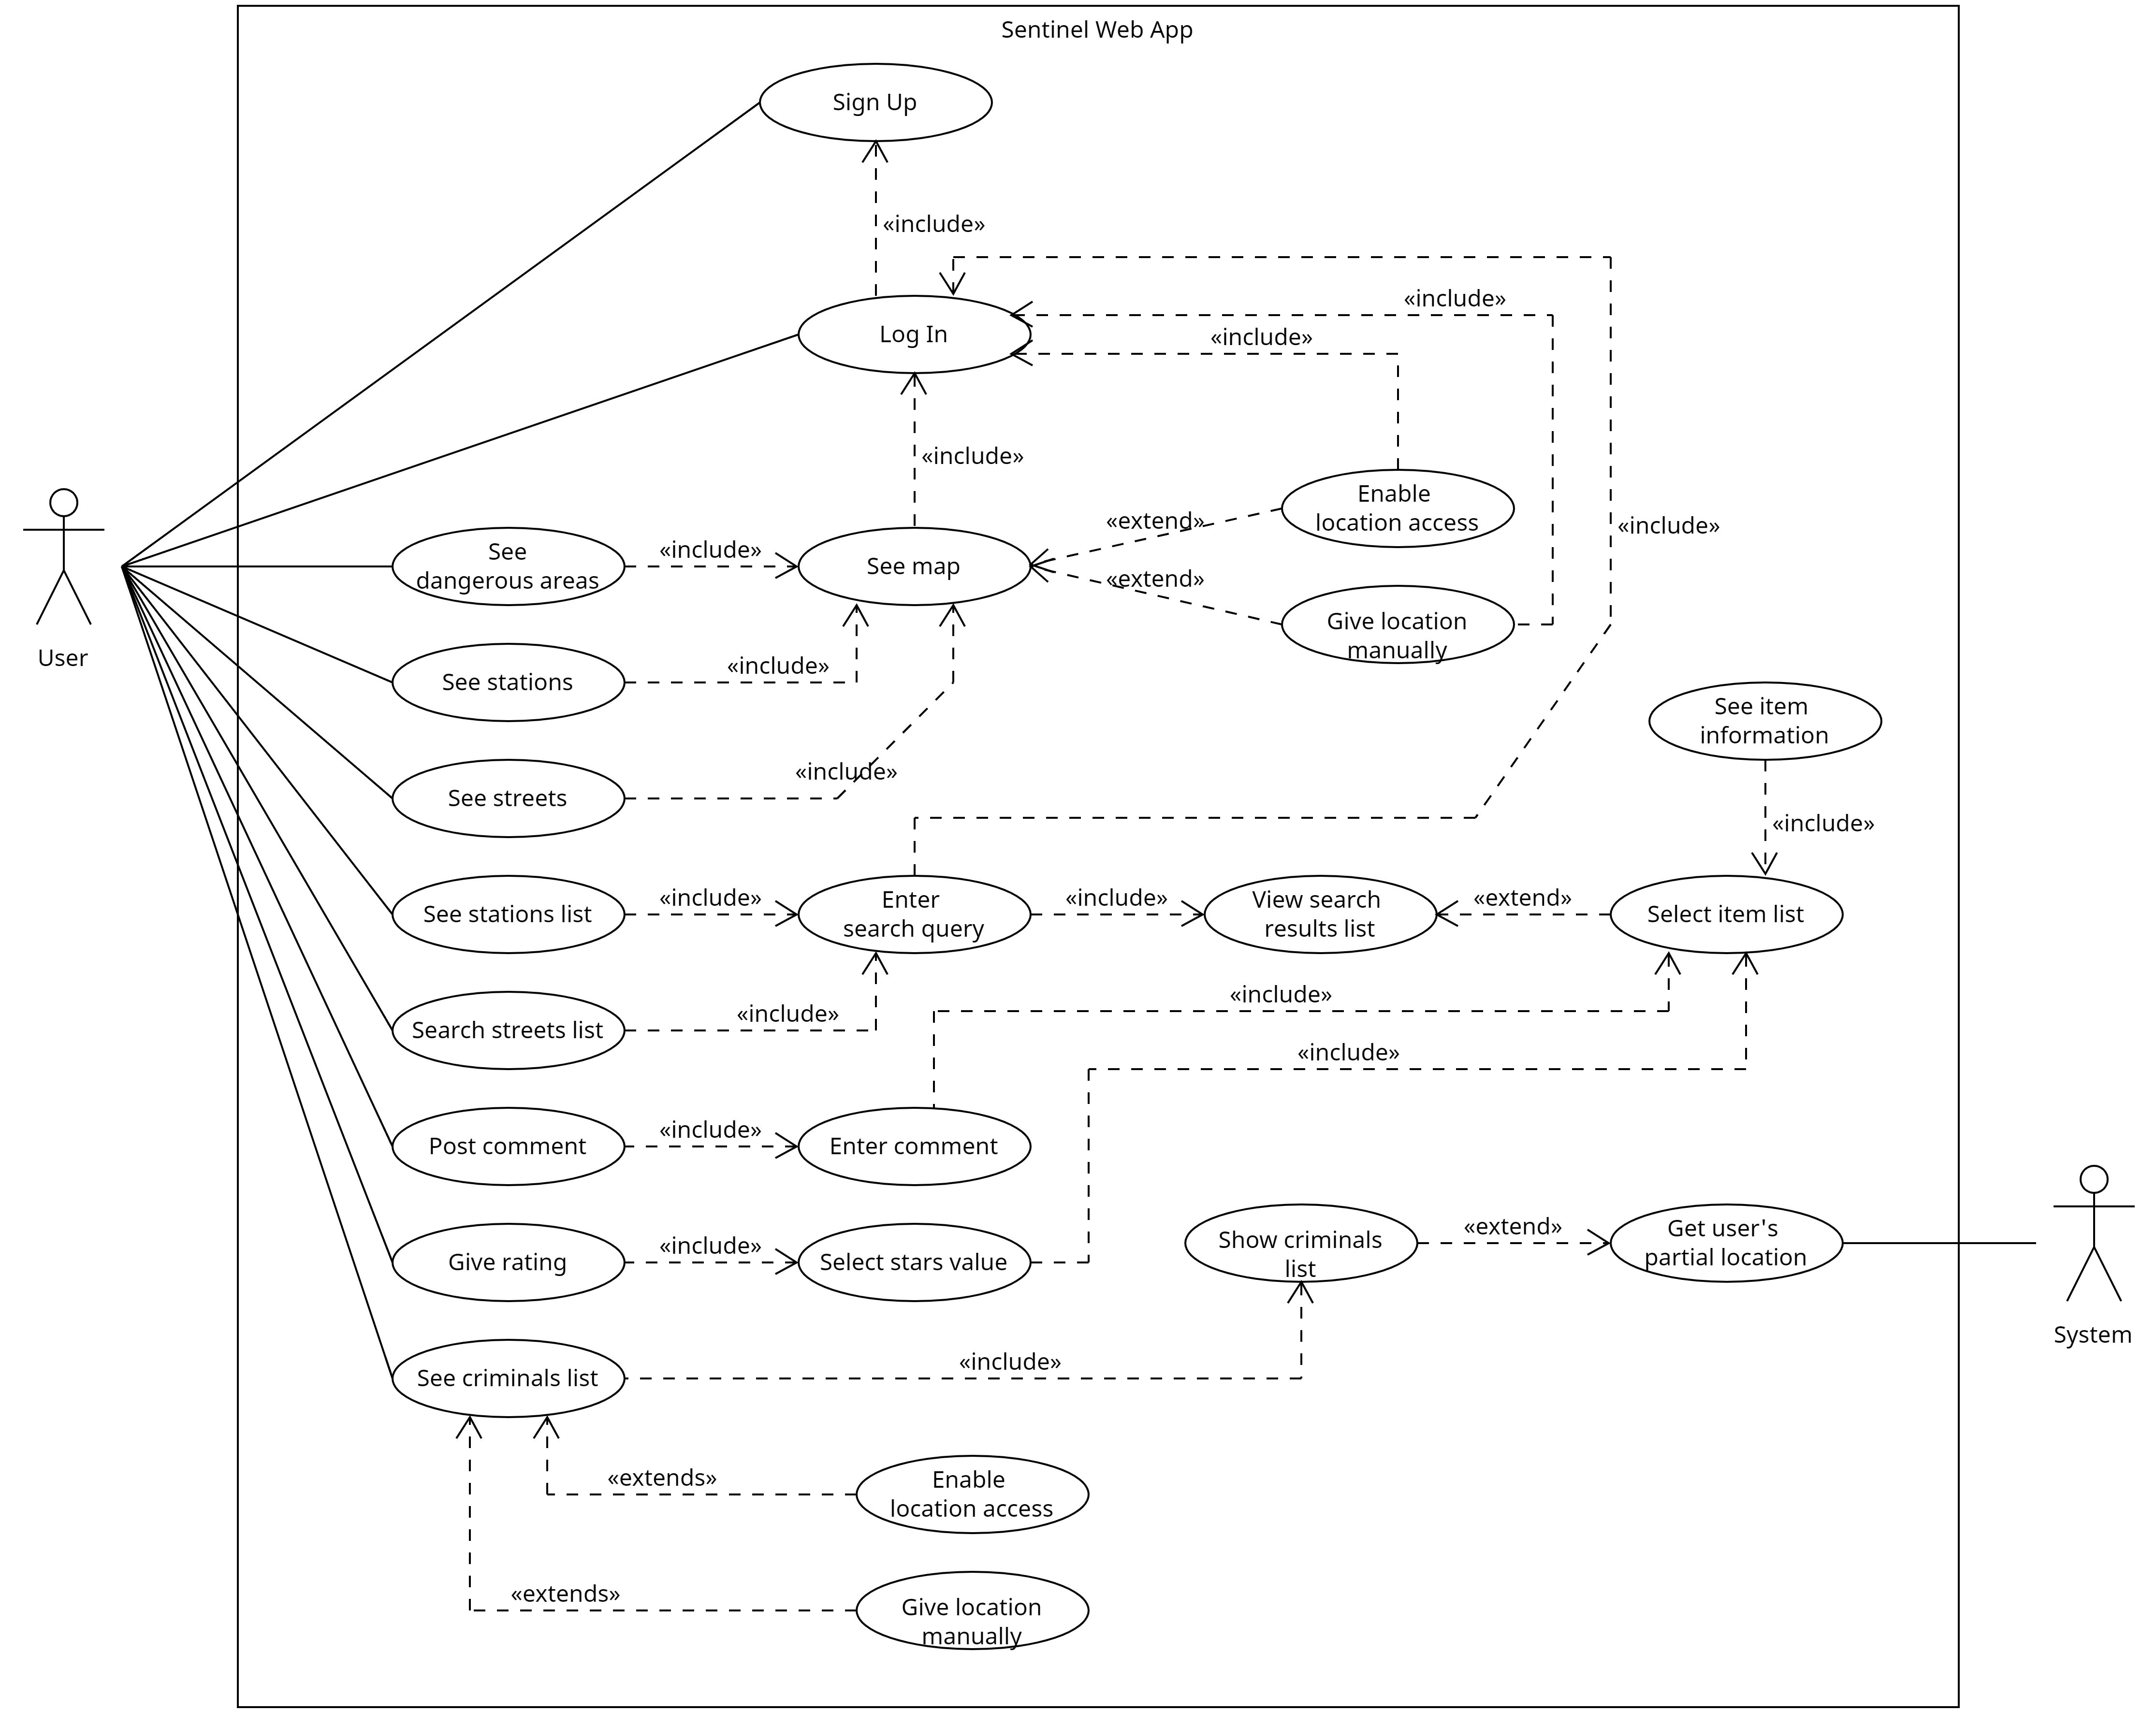 Sentinel Web App
Sign Up
«include»
«include»
Log In
«include»
«include»
Enable
location access
«extend»
«include»
See
dangerous areas
«include»
See map
«extend»
Give location
manually
User
«include»
See stations
See item
information
«include»
See streets
«include»
See stations list
«include»
Enter
search query
«include»
View search
results list
«extend»
Select item list
«include»
«include»
Search streets list
«include»
Post comment
«include»
Enter comment
Give rating
«include»
Select stars value
Show criminals
list
«extend»
Get user's
partial location
System
See criminals list
«include»
«extends»
Enable
location access
«extends»
Give location
manually